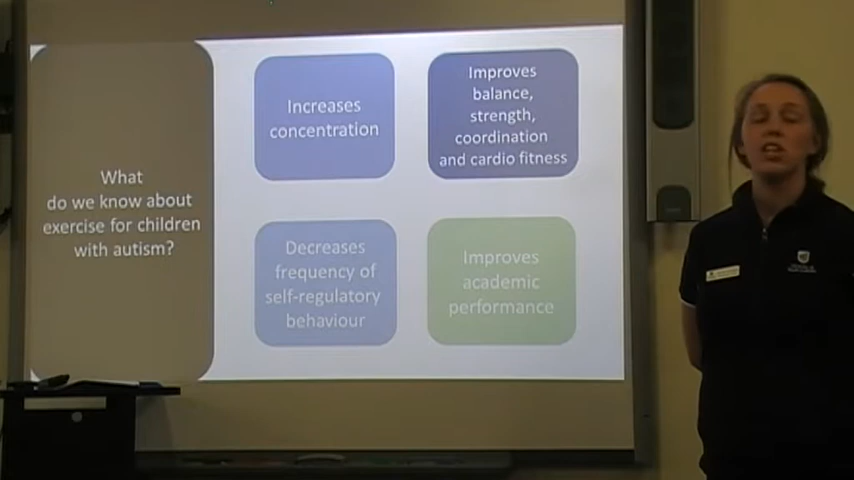 What
do we know about
exercise for children
with autism?
Increases
concentration
Improves
balance,
strength,
coordination
and cardio fitness
Decreases
frequency of
self-regulatory
behaviour
Improves
academic
performance